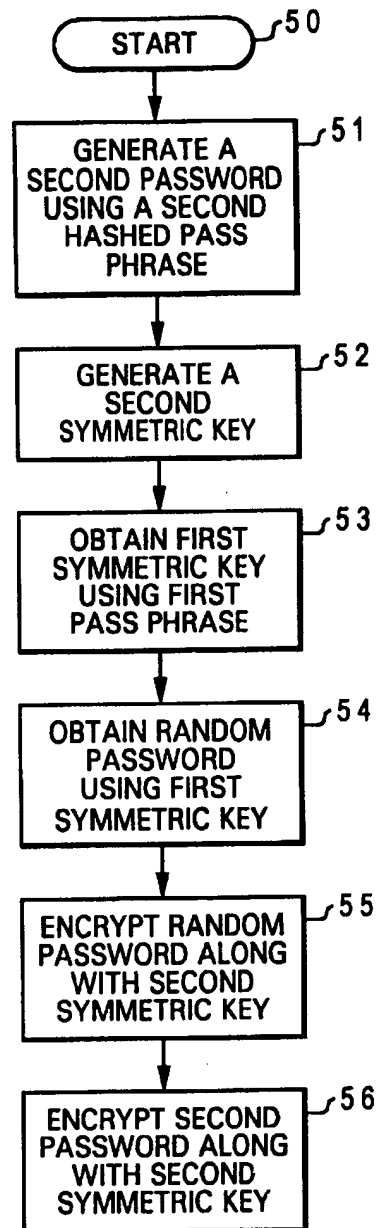 START
50
51
GENERATE A
SECOND PASSWORD
USING A SECOND
HASHED PASS
PHRASE
52
GENERATE A
SECOND
SYMMETRIC KEY
53
OBTAIN FIRST
SYMMETRIC KEY
USING FIRST
PASS PHRASE
54
OBTAIN RANDOM
PASSWORD
USING FIRST
SYMMETRIC KEY
55
ENCRYPT RANDOM
PASSWORD ALONG
WITH SECOND
SYMMETRIC KEY
56
ENCRYPT SECOND
PASSWORD ALONG
WITH SECOND
SYMMETRIC KEY